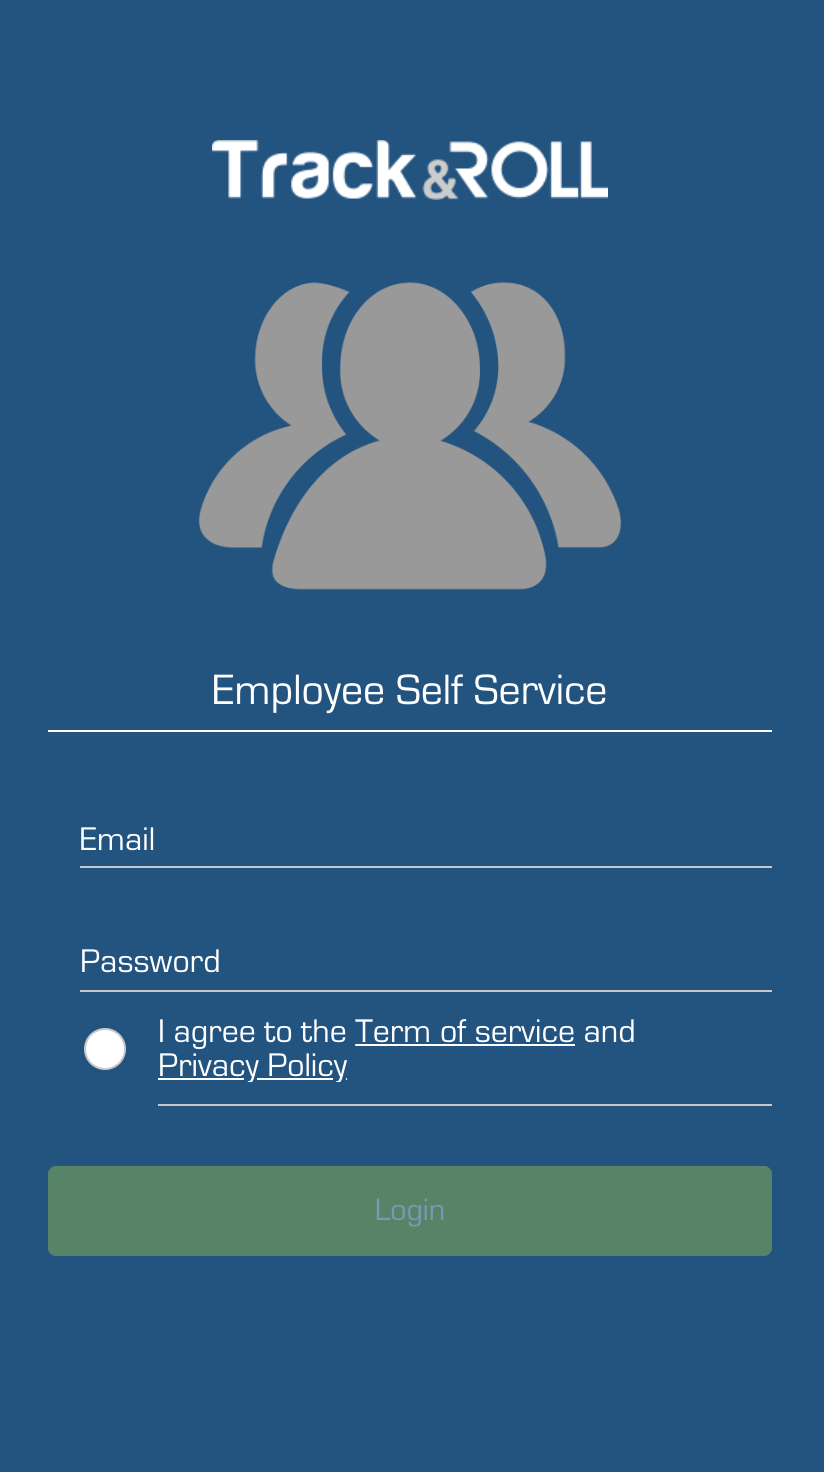 Track &ROLL
Employee Self Service
Email
Password
I agree to the Term of service and
Privacy Policy
Login